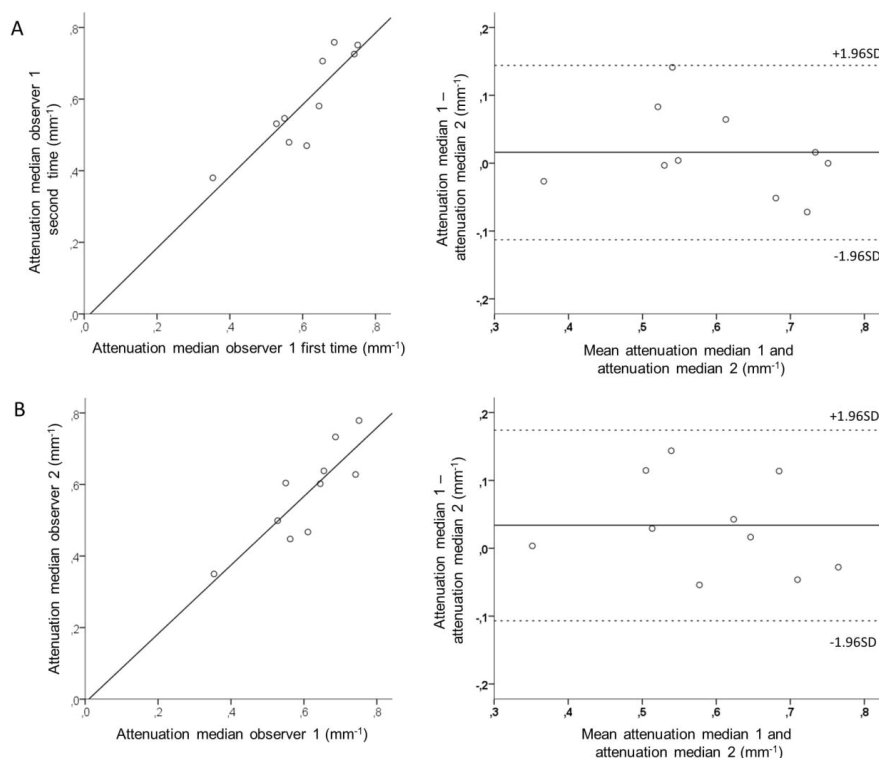 A
Attenuation median observer 1
second time (mm-1)
,8
,6
,4
,2
,0
,0 ,2 ,4 ,6 ,8
Attenuation median observer 1 first time (mm-1)
Attenuation median 1 –
attenuation median 2 (mm-1)
,2
,1
,0
-,1
-,2
+1.96SD
-1.96SD
,3 ,4 ,5 ,6 ,7 ,8
Mean attenuation median 1 and
attenuation median 2 (mm-1)
B
Attenuation median observer 2 (mm-1)
,8
,6
,4
,2
,0
,0 ,2 ,4 ,6 ,8
Attenuation median observer 1 (mm-1)
Attenuation median 1 –
attenuation median 2 (mm-1)
,2
,1
,0
-,1
-,2
+1.96SD
-1.96SD
,3 ,4 ,5 ,6 ,7 ,8
Mean attenuation median 1 and
attenuation median 2 (mm-1)